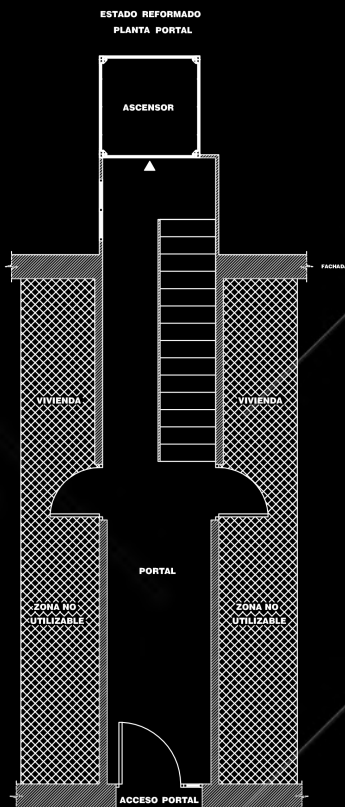 ESTADO REFORMADO
PLANTA PORTAL
ASCENSOR
FACHADA
VIVIENDA
VIVIENDA
PORTAL
ZONA NO
UTILIZABLE
ZONA NO
UTILIZABLE
ACCESO PORTAL